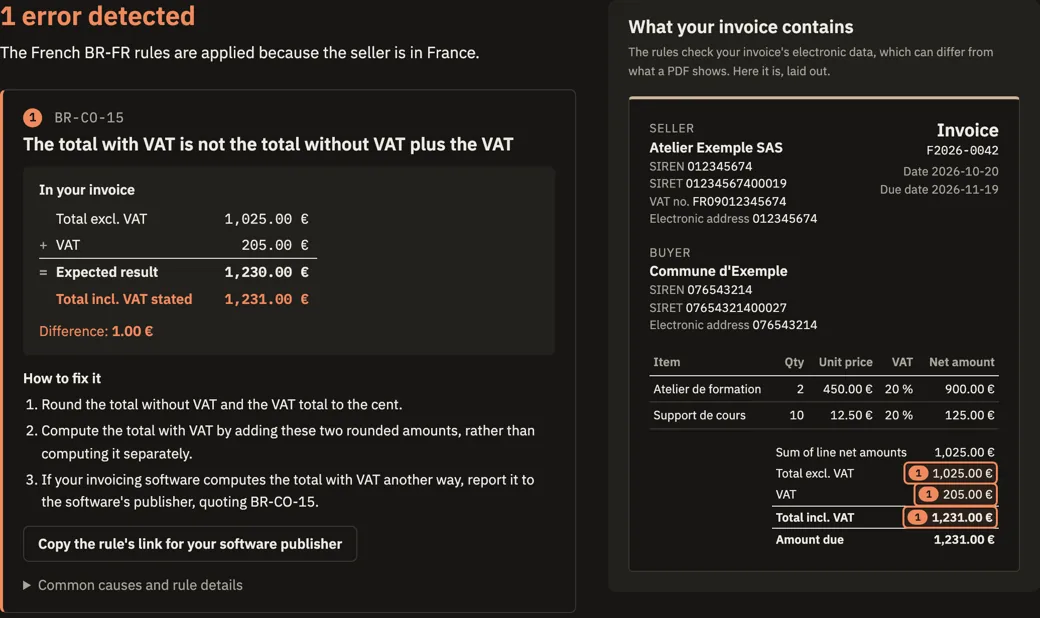 1 error detected
The French BR-FR rules are applied because the seller is in France.
1 BR-CO-15
The total with VAT is not the total without VAT plus the VAT
In your invoice
Total excl. VAT 1,025.00 €
+ VAT 205.00 €
= Expected result 1,230.00 €
Total incl. VAT stated 1,231.00 €
Difference: 1.00 €
How to fix it
1. Round the total without VAT and the VAT total to the cent.
2. Compute the total with VAT by adding these two rounded amounts, rather than
computing it separately.
3. If your invoicing software computes the total with VAT another way, report it to
the software's publisher, quoting BR-CO-15.
Copy the rule's link for your software publisher
▶ Common causes and rule details
What your invoice contains
The rules check your invoice's electronic data, which can differ from
what a PDF shows. Here it is, laid out.
SELLER
Atelier Exemple SAS
SIREN 012345674
SIRET 01234567400019
VAT no. FR09012345674
Electronic address 012345674
Invoice
F2026-0042
Date 2026-10-20
Due date 2026-11-19
BUYER
Commune d'Exemple
SIREN 076543214
SIRET 07654321400027
Electronic address 076543214
Item Qty Unit price VAT Net amount
Atelier de formation 2 450.00 € 20 % 900.00 €
Support de cours 10 12.50 € 20 % 125.00 €
Sum of line net amounts 1,025.00 €
Total excl. VAT 1 1,025.00 €
VAT 1 205.00 €
Total incl. VAT 1 1,231.00 €
Amount due 1,231.00 €